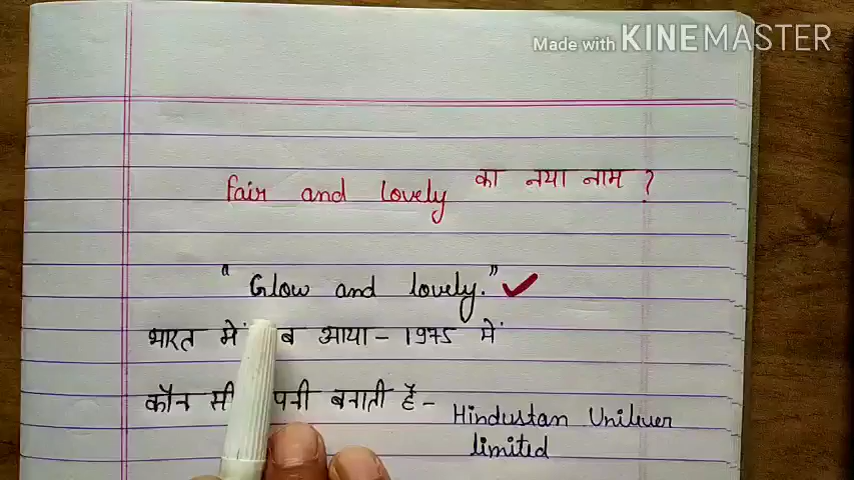 Made with KINEMASTER
Fair and lovely का नया नाम ?
" Glow and lovely." ✓
भारत में ब आया - 1975 में
कौन सी पनी बनाती है -
Hindustan Unilever
limited